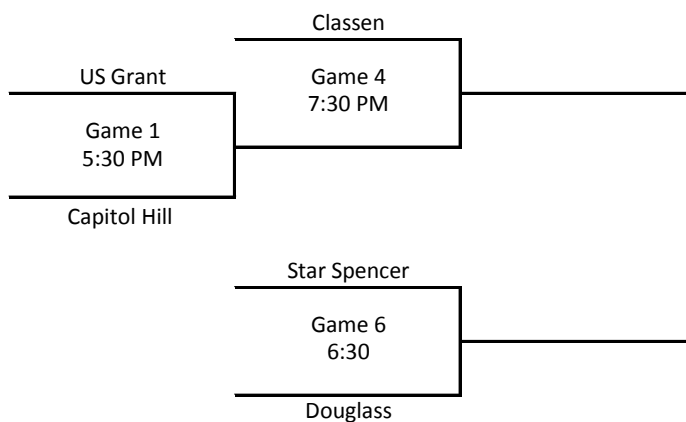 Classen
US Grant
Game 4
7:30 PM
Game 1
5:30 PM
Capitol Hill
Star Spencer
Game 6
6:30
Douglass